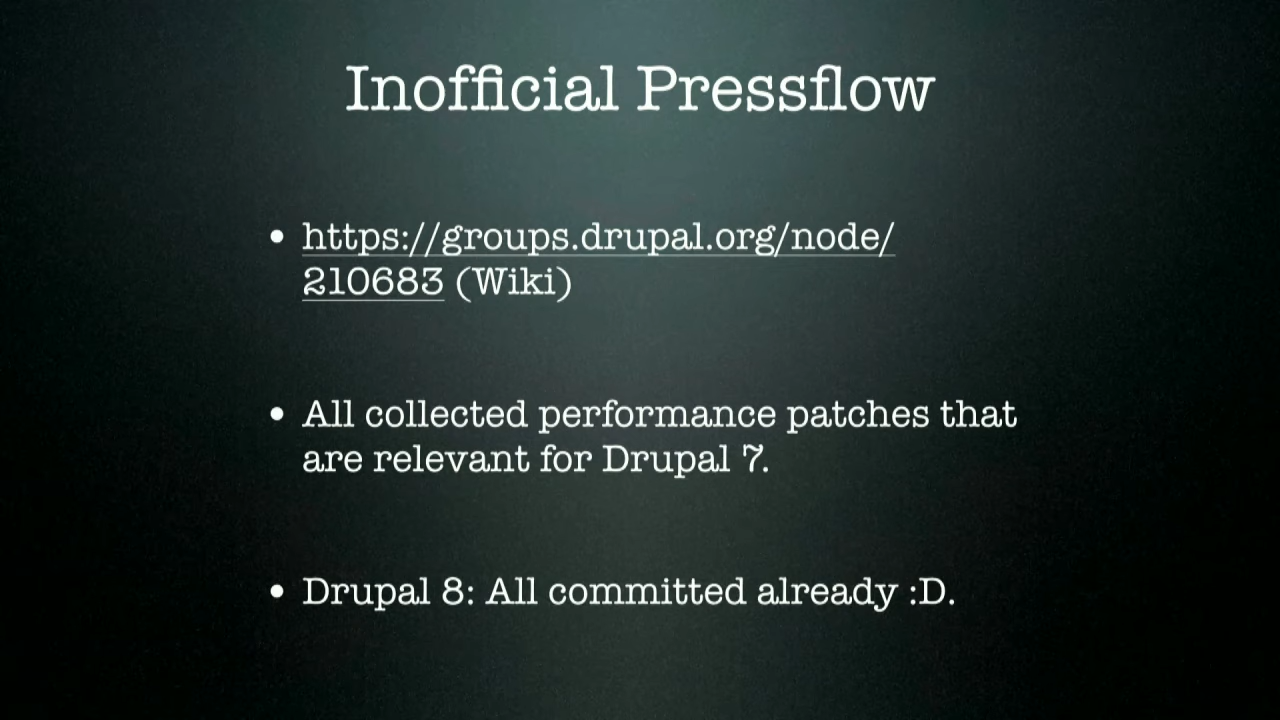 Inofficial Pressflow
• https://groups.drupal.org/node/
210683 (Wiki)
• All collected performance patches that
are relevant for Drupal 7.
• Drupal 8: All committed already :D.